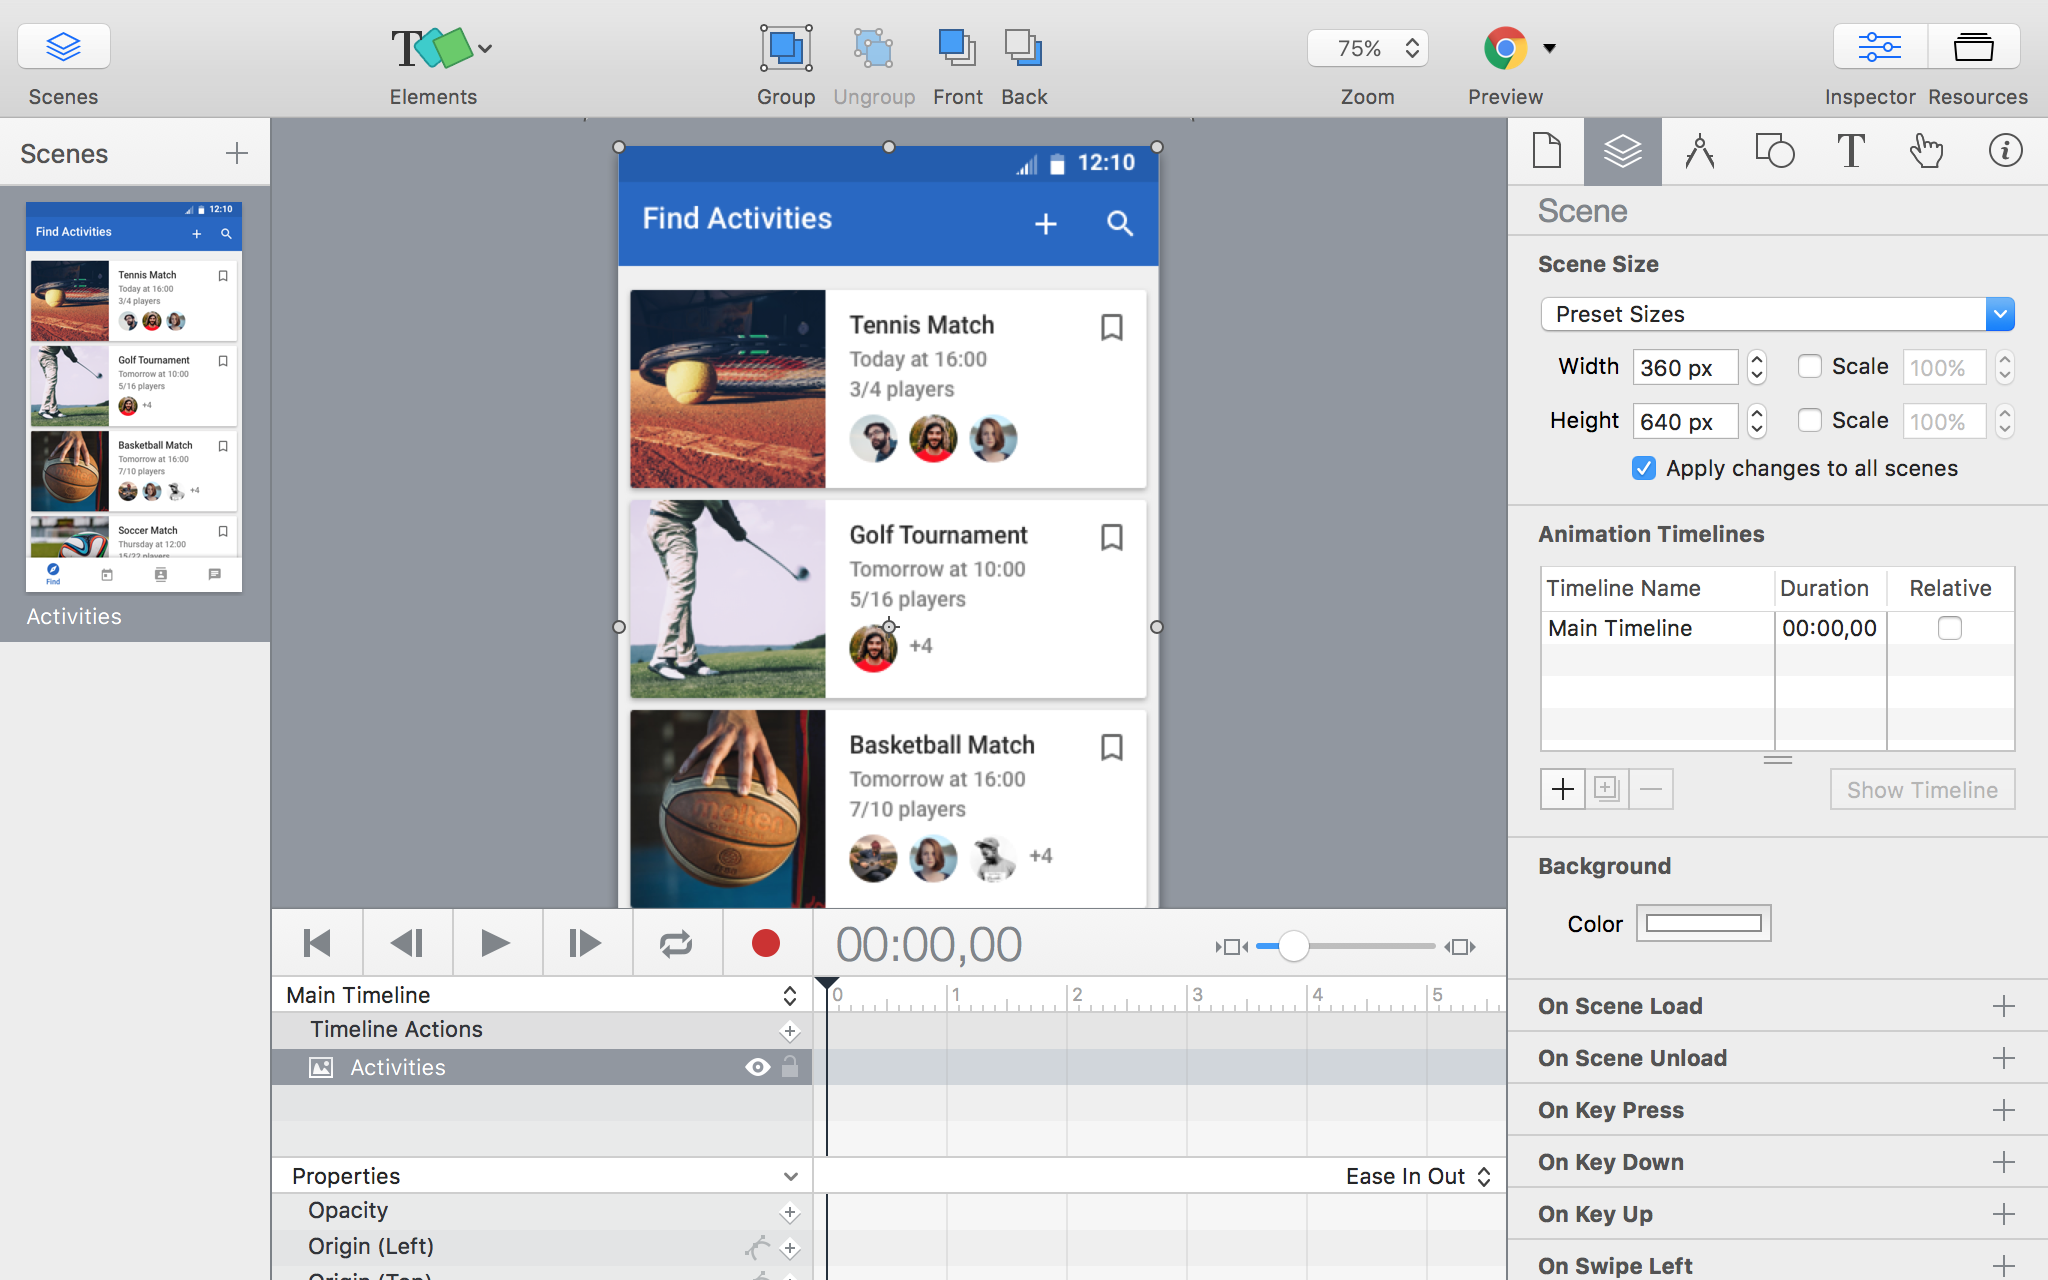 T
75%
Scenes
Elements
Group
Ungroup
Front
Back
Zoom
Preview
Inspector
Resources
Scenes
12:10
Find Activities
Tennis Match
Today at 16:00
3/4 players
Golf Tournament
Tomorrow at 10:00
5/16 players
+4
Basketball Match
Tomorrow at 16:00
7/10 players
+4
Soccer Match
Thursday at 12:00
15/22 players
Find
Activities
12:10
Find Activities
Tennis Match
Today at 16:00
3/4 players
Golf Tournament
Tomorrow at 10:00
5/16 players
+4
Basketball Match
Tomorrow at 16:00
7/10 players
+4
molten
00:00,00
Main Timeline
0 1 2 3 4 5
Timeline Actions
Activities
Properties
Ease In Out
Opacity
Origin (Left)
Origin (Top)
T
Scene
Scene Size
Preset Sizes
Width 360 px Scale 100%
Height 640 px Scale 100%
Apply changes to all scenes
Animation Timelines
Timeline Name Duration Relative
Main Timeline 00:00,00
Show Timeline
Background
Color
On Scene Load
On Scene Unload
On Key Press
On Key Down
On Key Up
On Swipe Left